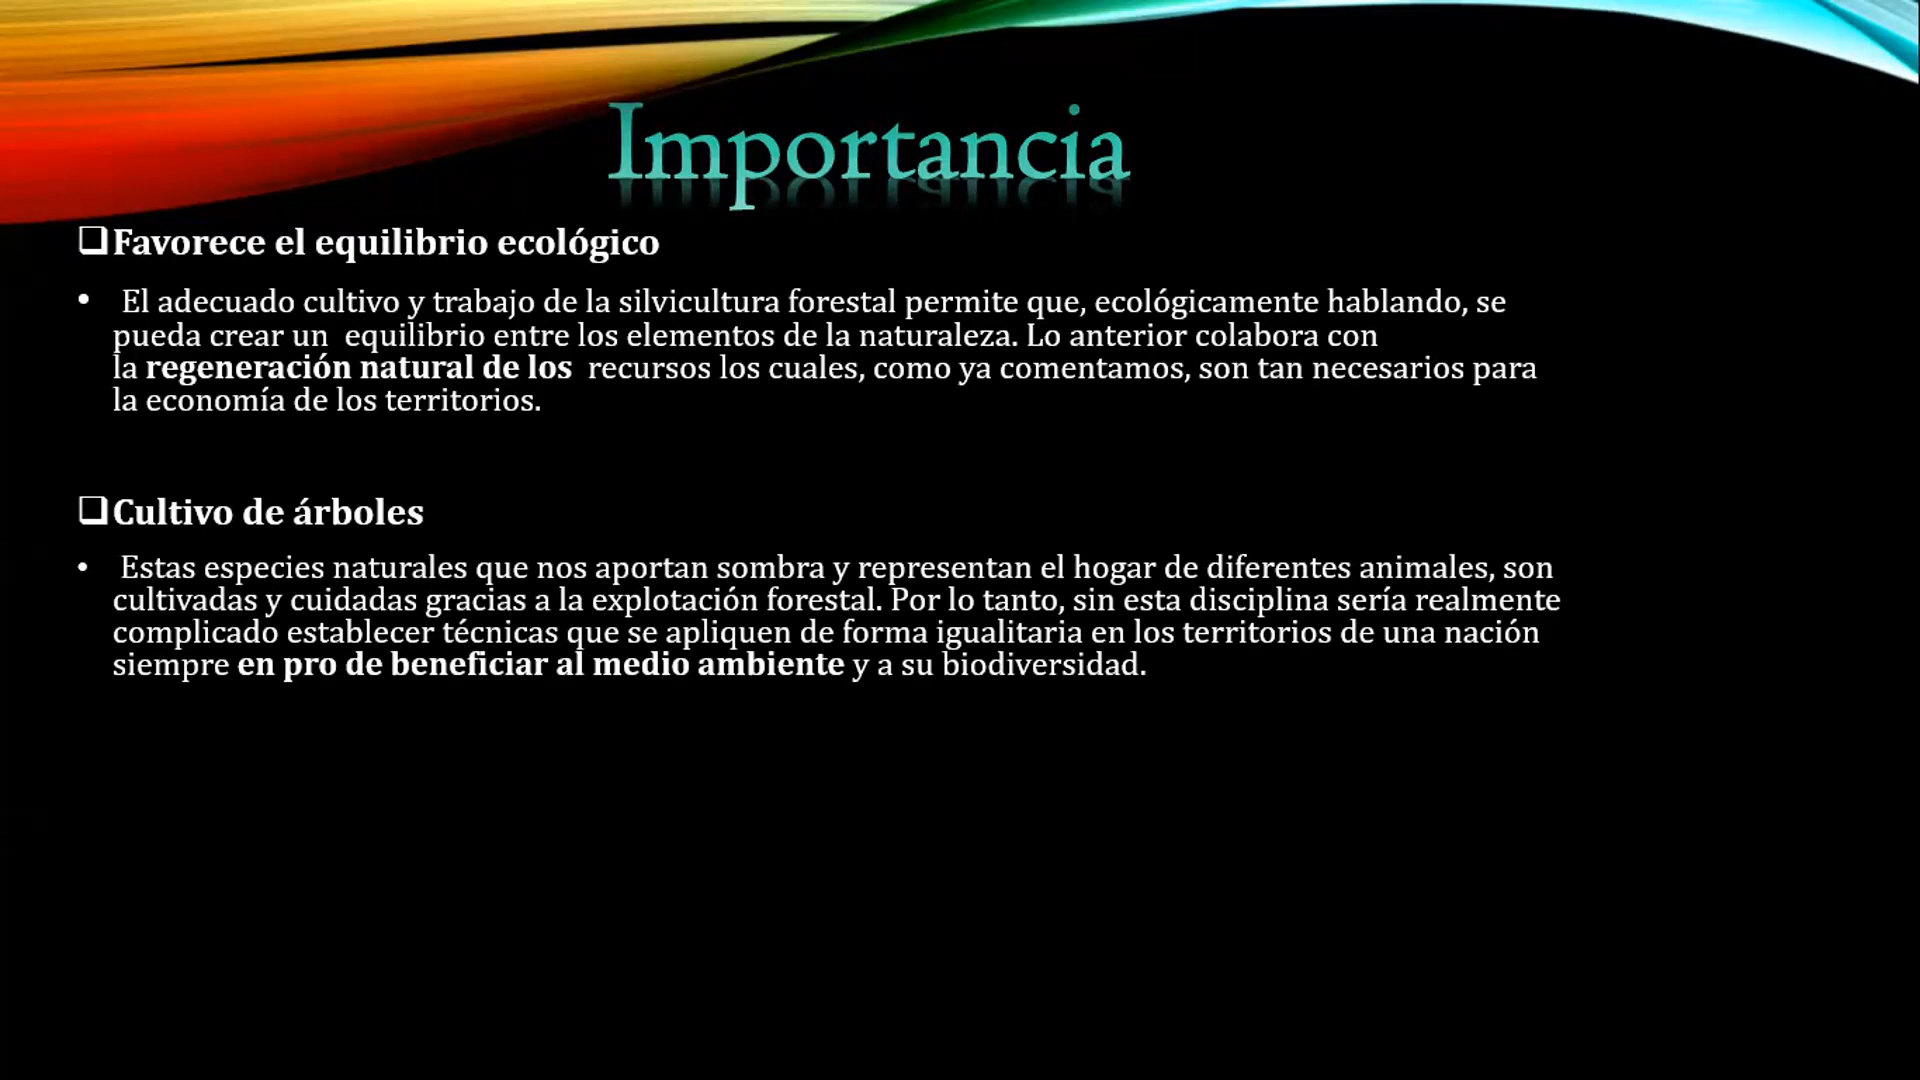 Importancia
❑Favorece el equilibrio ecológico
• El adecuado cultivo y trabajo de la silvicultura forestal permite que, ecológicamente hablando, se
pueda crear un  equilibrio entre los elementos de la naturaleza. Lo anterior colabora con
la regeneración natural de los  recursos los cuales, como ya comentamos, son tan necesarios para
la economía de los territorios.
❑Cultivo de árboles
• Estas especies naturales que nos aportan sombra y representan el hogar de diferentes animales, son
cultivadas y cuidadas gracias a la explotación forestal. Por lo tanto, sin esta disciplina sería realmente
complicado establecer técnicas que se apliquen de forma igualitaria en los territorios de una nación
siempre en pro de beneficiar al medio ambiente y a su biodiversidad.